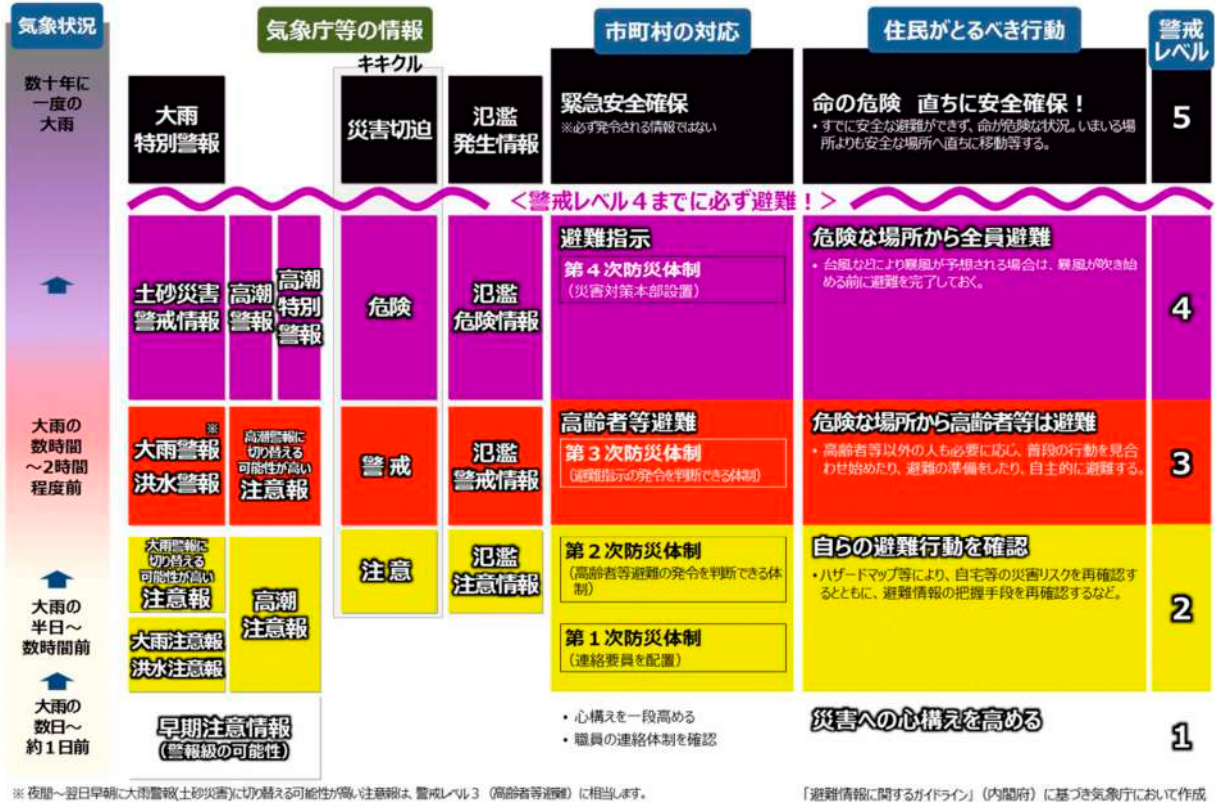 気象状況
気象庁等の情報
市町村の対応
住民がとるべき行動
警戒
レベル
キキクル
数十年に
一度の
大雨
大雨
特別警報
災害切迫
氾濫
発生情報
緊急安全確保
※必ず発令される情報ではない
命の危険 直ちに安全確保!
・すでに安全な避難ができず、命が危険な状況。いまいる場
所よりも安全な場所へ直ちに移動等する。
5
<警戒レベル4までに必ず避難!>
土砂災害
警戒情報
高潮
警報
高潮
特別
警報
危険
氾濫
危険情報
避難指示
第4次防災体制
(災害対策本部設置)
危険な場所から全員避難
・台風などにより暴風が予想される場合は、暴風が吹き始
める前に避難を完了しておく。
4
大雨の
数時間
~2時間
程度前
※
大雨警報
洪水警報
高潮警報に
切り替える
可能性が高い
注意報
警戒
氾濫
警戒情報
高齢者等避難
第3次防災体制
(避難指示の発令を判断できる体制)
危険な場所から高齢者等は避難
・高齢者等以外の人も必要に応じ、普段の行動を見合
わせ始めたり、避難の準備をしたり、自主的に避難する。
3
大雨の
半日~
数時間前
大雨警報に
切り替える
可能性が高い
注意報
大雨注意報
洪水注意報
高潮
注意報
注意
氾濫
注意情報
第2次防災体制
(高齢者等避難の発令を判断できる体
制)
第1次防災体制
(連絡要員を配置)
自らの避難行動を確認
・ハザードマップ等により、自宅等の災害リスクを再確認す
るとともに、避難情報の把握手段を再確認するなど。
2
大雨の
数日~
約1日前
早期注意情報
(警報級の可能性)
・心構えを一段高める
・職員の連絡体制を確認
災害への心構えを高める
1
※ 夜間~翌日早朝に大雨警報(土砂災害)に切り替える可能性が高い注意報は、警戒レベル3(高齢者等避難)に相当します。
「避難情報に関するガイドライン」(内閣府)に基づき気象庁において作成